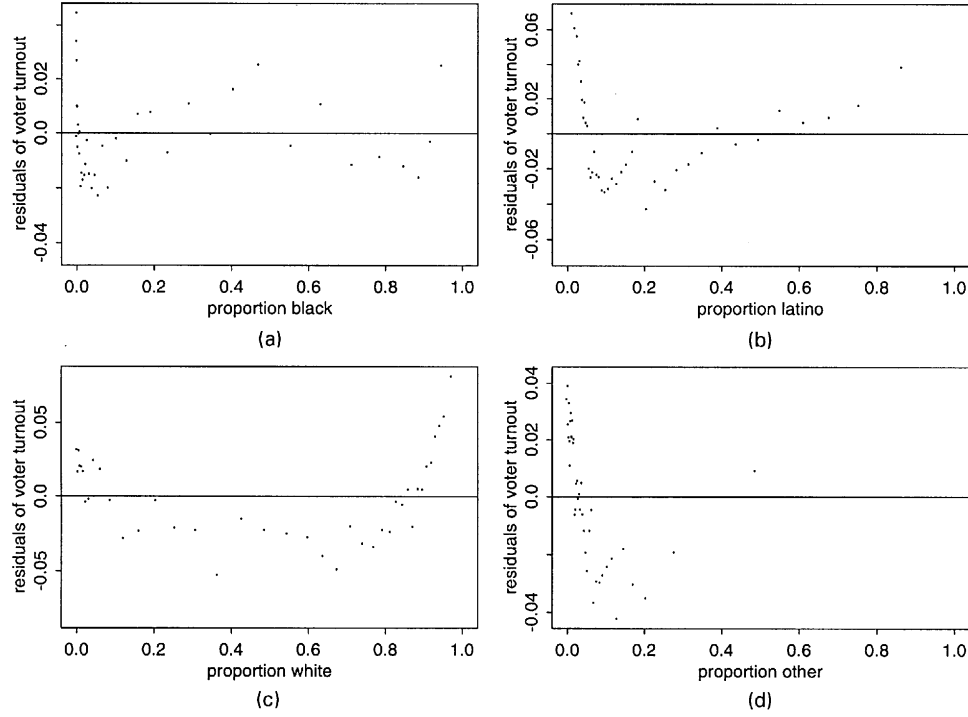 residuals of voter turnout
0.02
0.0
-0.04
0.0 0.2 0.4 0.6 0.8 1.0
proportion black
(a)
residuals of voter turnout
0.06
0.02
-0.02
-0.06
0.0 0.2 0.4 0.6 0.8 1.0
proportion latino
(b)
residuals of voter turnout
0.05
0.0
-0.05
0.0 0.2 0.4 0.6 0.8 1.0
proportion white
(c)
residuals of voter turnout
0.04
0.02
0.0
-0.04
0.0 0.2 0.4 0.6 0.8 1.0
proportion other
(d)